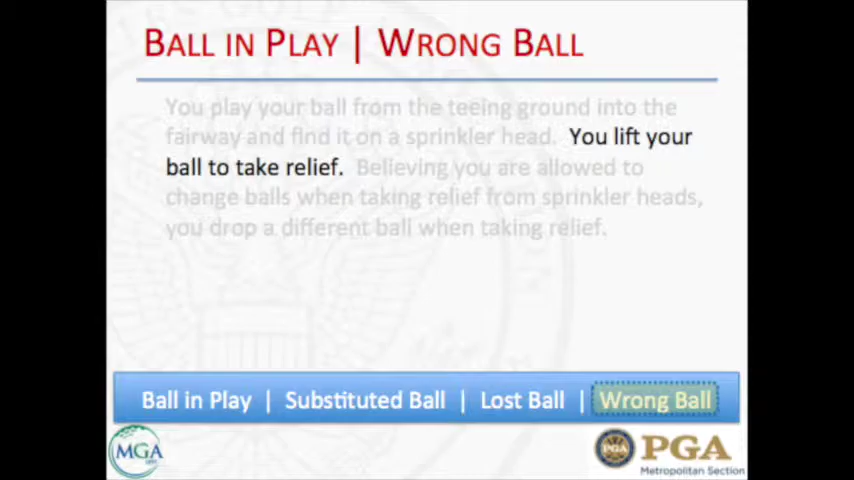 BALL IN PLAY | WRONG BALL
You play your ball from the teeing ground into the
fairway and find it on a sprinkler head. You lift your
ball to take relief. Believing you are allowed to
change balls when taking relief from sprinkler heads,
you drop a different ball when taking relief.
Ball in Play | Substituted Ball | Lost Ball | Wrong Ball
MGA
PGA
Metropolitan Section